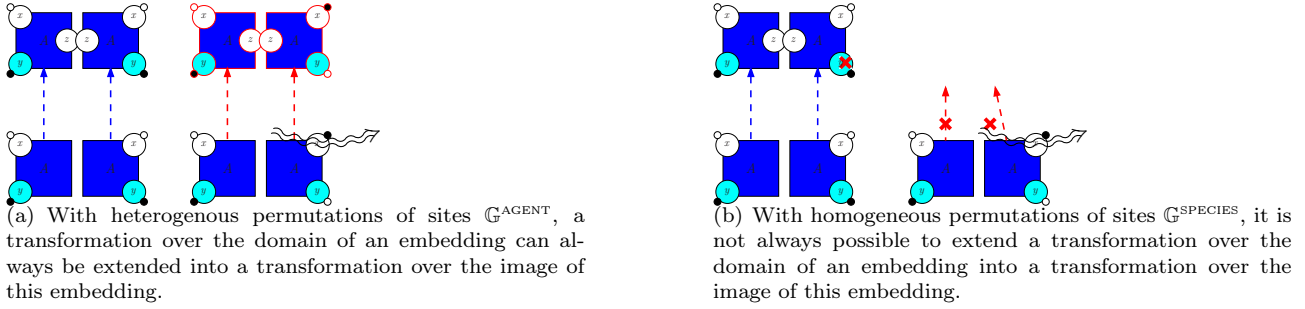 x x x x
A z z A A z z A
y y y y
x x x
A A A A
y y y y
(a) With heterogenous permutations of sites 𝔾^AGENT, a
transformation over the domain of an embedding can al-
ways be extended into a transformation over the image of
this embedding.
x x
A z z A
y
x x x
A A A A
y y y y
(b) With homogeneous permutations of sites 𝔾^SPECIES, it is
not always possible to extend a transformation over the
domain of an embedding into a transformation over the
image of this embedding.